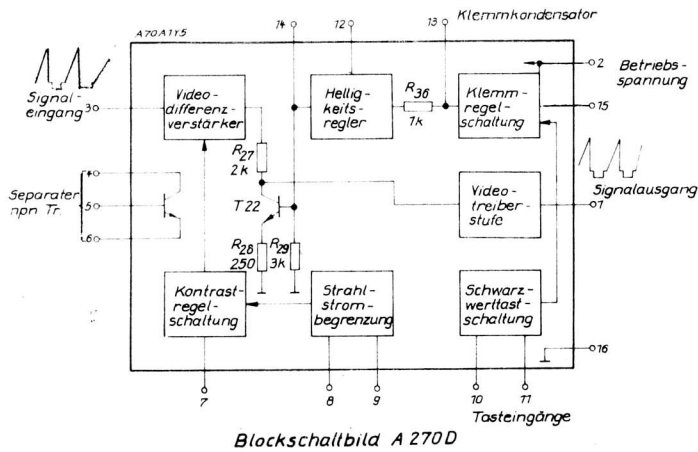 14
12
13
Klemmkondensator
A70A1Y5
Signal-
eingang
3
Video-
differenz-
verstärker
Hellig-
keits-
regler
R36
1k
Klemm-
regel-
schaltung
2
Betriebs-
spannung
15
R27
2k
Separater
npn Tr.
4
5
6
T22
Video-
treiber-
stufe
Signalausgang
R28
250
R29
3k
Kontrast-
regel-
schaltung
Strahl-
strom-
begrenzung
Schwarz-
werttast-
schaltung
16
7
8
9
10
11
Tasteingänge
Blockschaltbild A 270 D